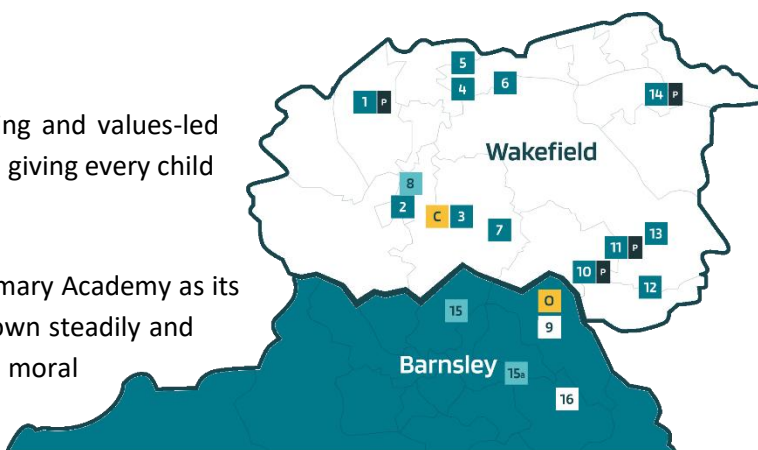 ing and values-led
giving every child
mary Academy as its
own steadily and
moral
5
4
6
1 P
14 P
Wakefield
8
2
C 3
7
13
11 P
10 P
12
O
15
9
Barnsley
15a
16